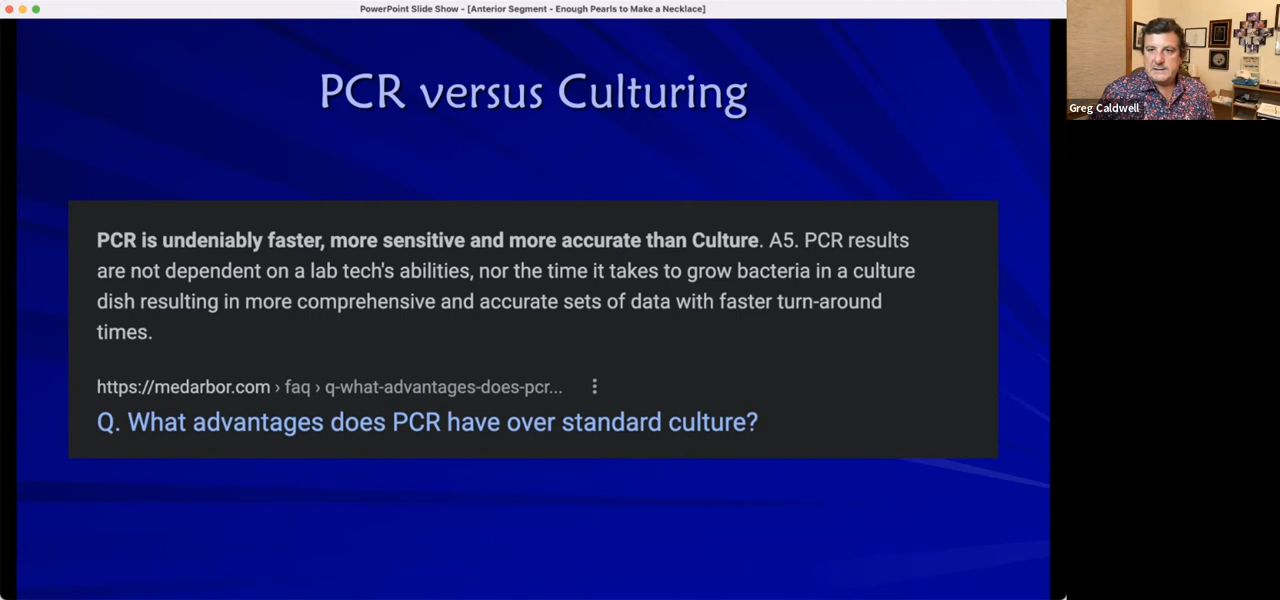 PowerPoint Slide Show - [Anterior Segment - Enough Pearls to Make a Necklace]
PCR versus Culturing
PCR is undeniably faster, more sensitive and more accurate than Culture. A5. PCR results
are not dependent on a lab tech's abilities, nor the time it takes to grow bacteria in a culture
dish resulting in more comprehensive and accurate sets of data with faster turn-around
times.
https://medarbor.com › faq › q-what-advantages-does-pcr...
Q. What advantages does PCR have over standard culture?
Greg Caldwell